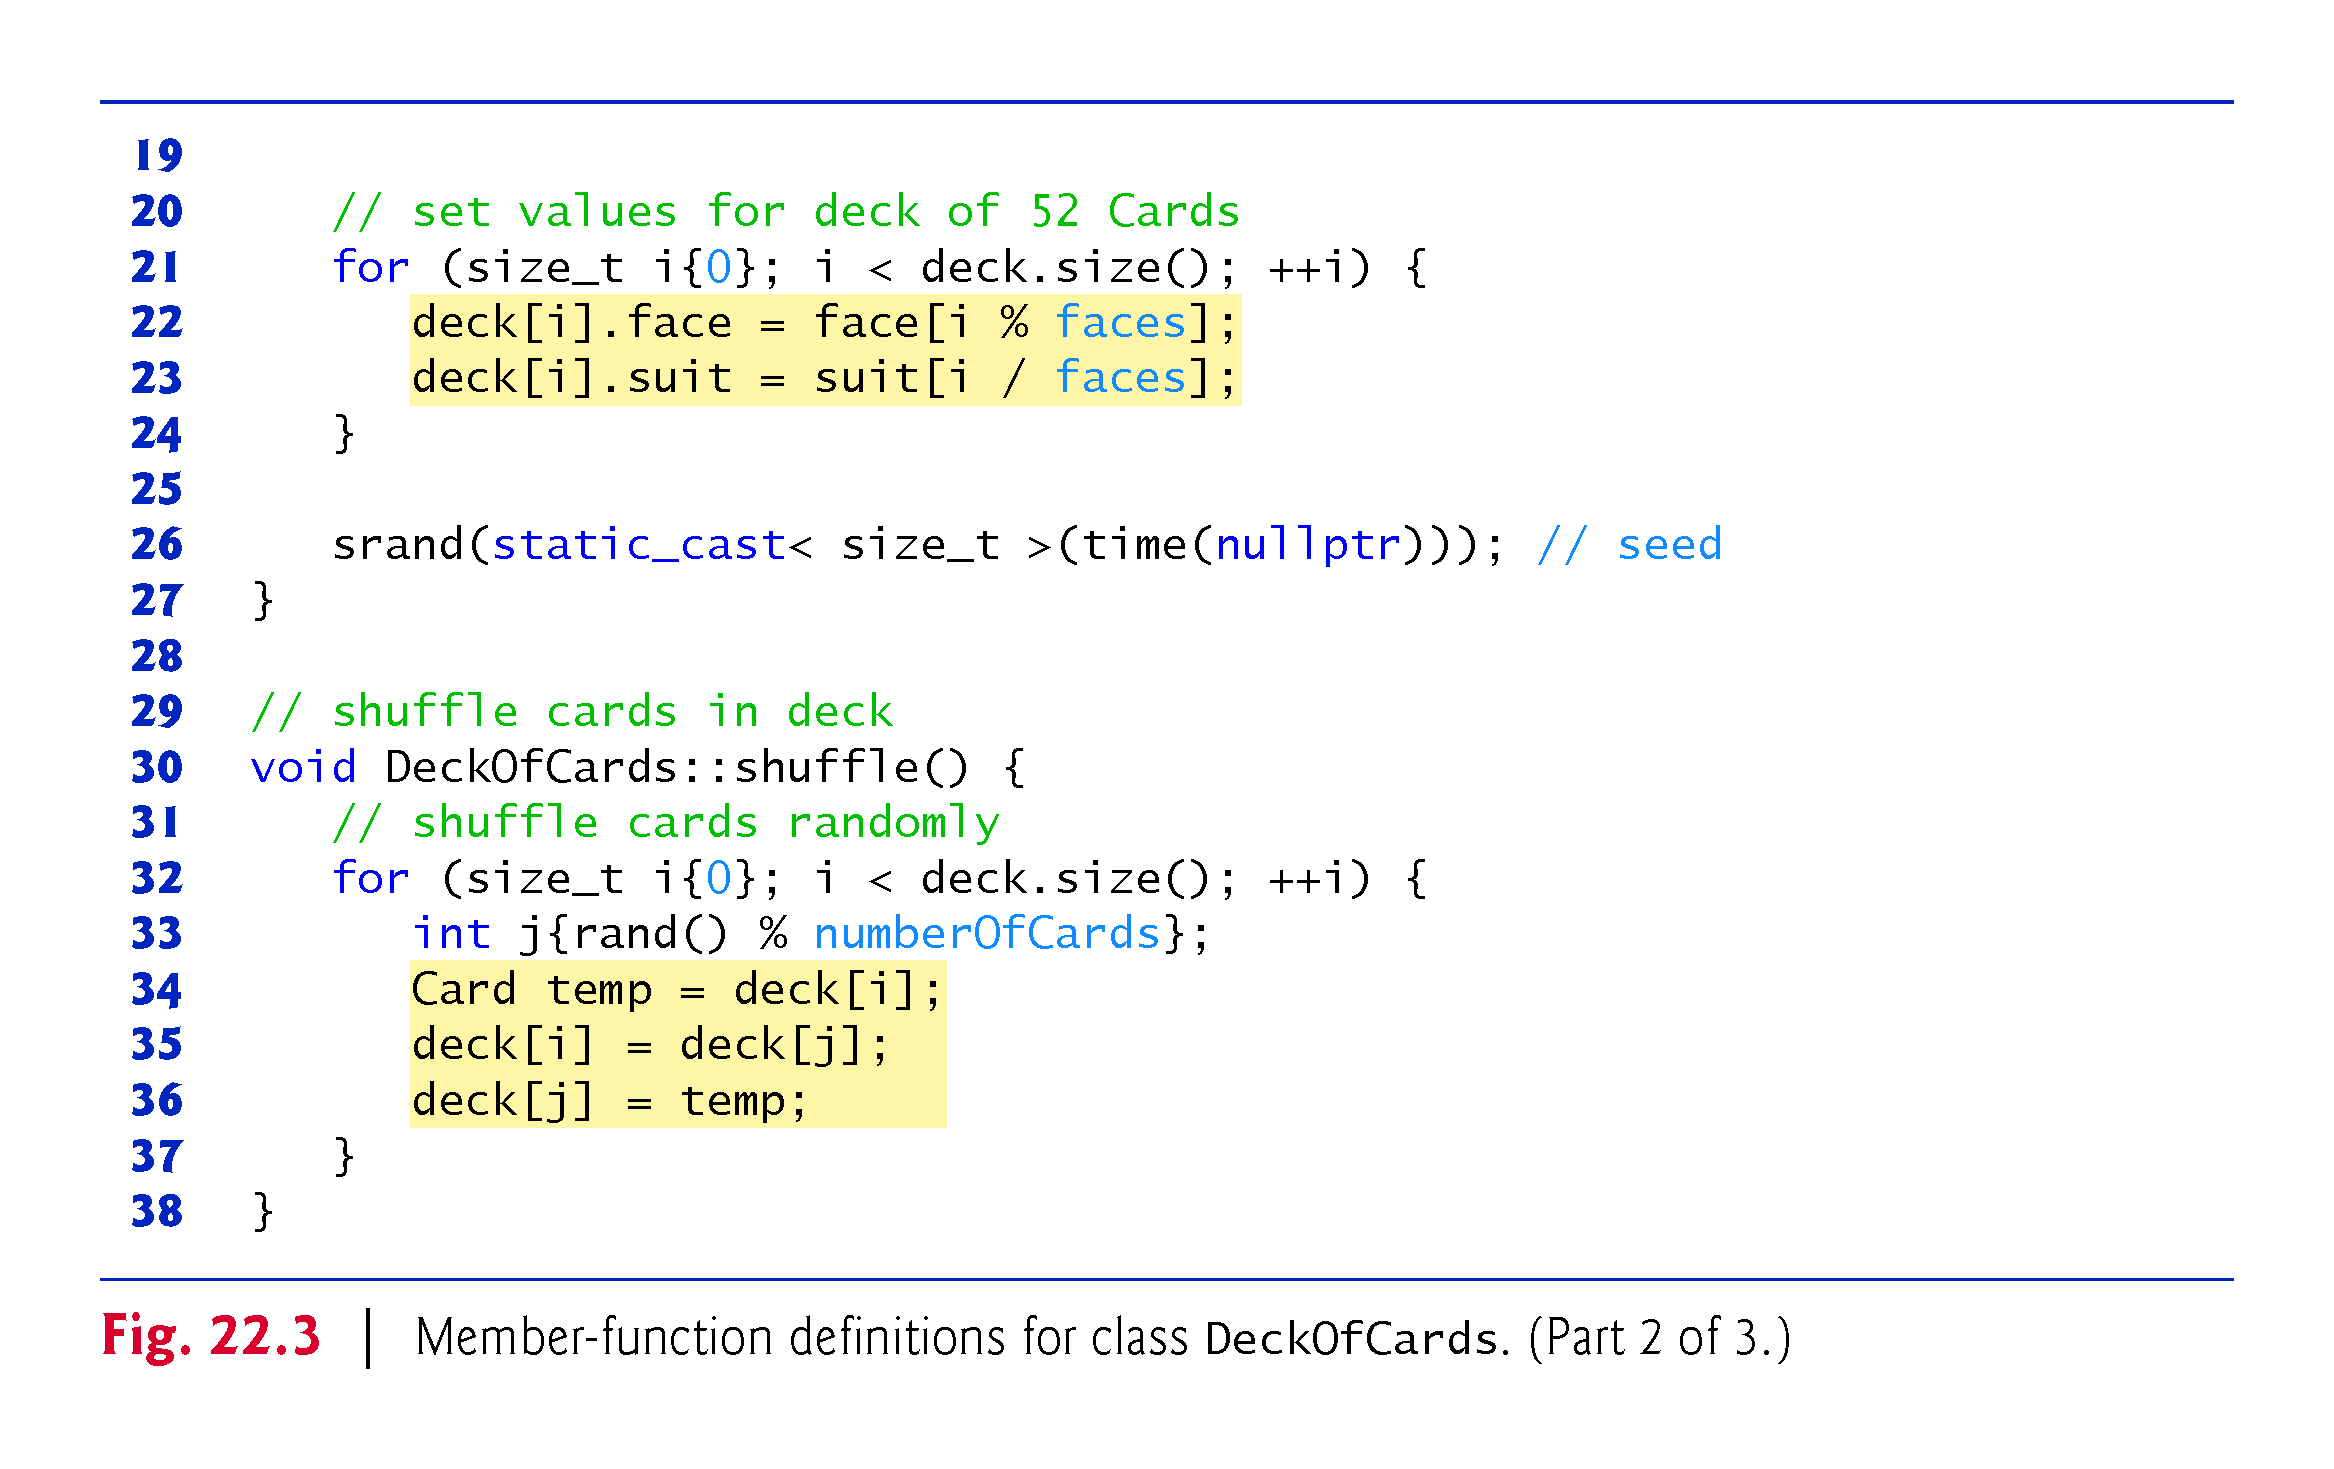 19
20 // set values for deck of 52 Cards
21 for (size_t i{0}; i < deck.size(); ++i) {
22 deck[i].face = face[i % faces];
23 deck[i].suit = suit[i / faces];
24 }
25
26 srand(static_cast< size_t >(time(nullptr))); // seed
27 }
28
29 // shuffle cards in deck
30 void DeckOfCards::shuffle() {
31 // shuffle cards randomly
32 for (size_t i{0}; i < deck.size(); ++i) {
33 int j{rand() % numberOfCards};
34 Card temp = deck[i];
35 deck[i] = deck[j];
36 deck[j] = temp;
37 }
38 }
Fig. 22.3 | Member-function definitions for class DeckOfCards. (Part 2 of 3.)